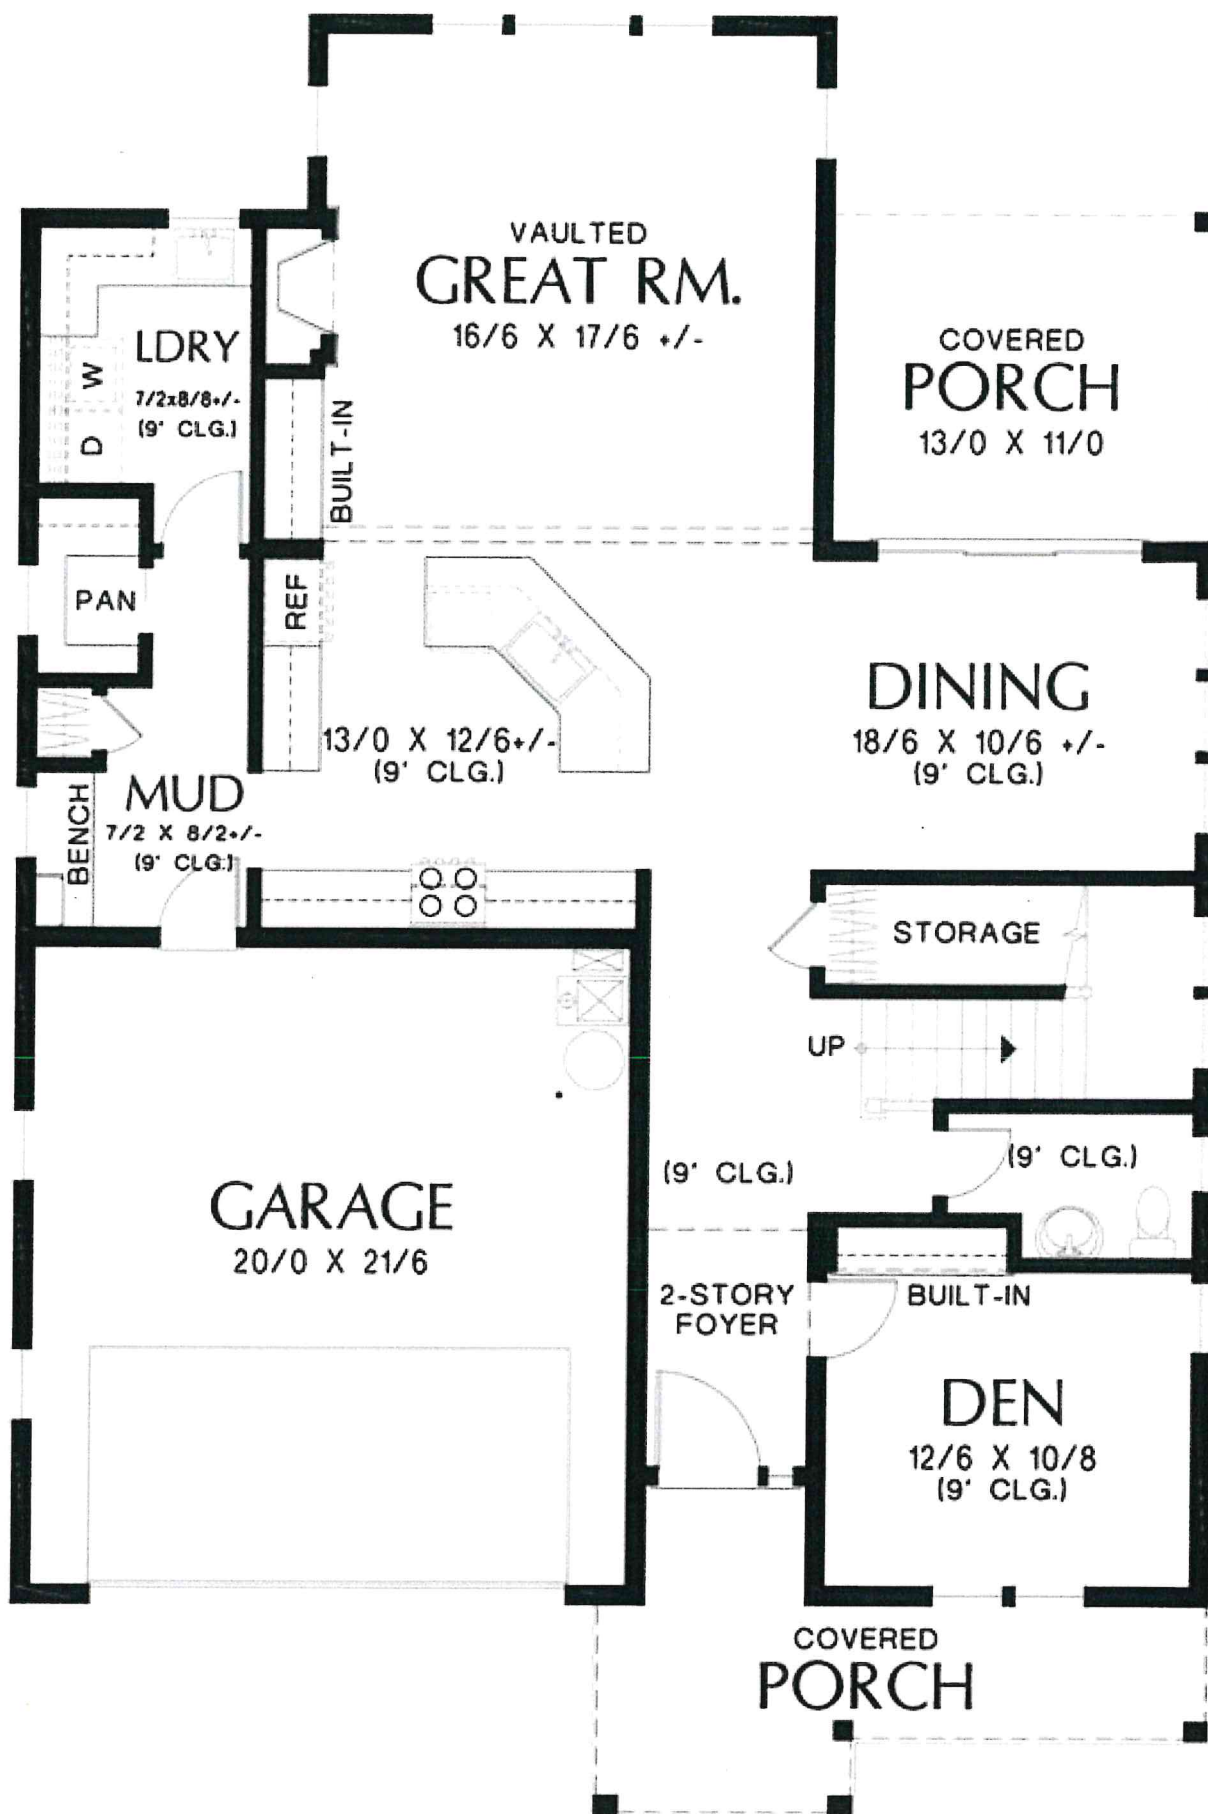 VAULTED
GREAT RM.
16/6 X 17/6 +/-
COVERED
PORCH
13/0 X 11/0
LDRY
7/2x8/8+/-
(9' CLG.)
W
D
BUILT-IN
PAN
REF
13/0 X 12/6+/-
(9' CLG.)
DINING
18/6 X 10/6 +/-
(9' CLG.)
MUD
7/2 X 8/2+/-
(9' CLG.)
BENCH
STORAGE
UP
(9' CLG.)
(9' CLG.)
GARAGE
20/0 X 21/6
2-STORY
FOYER
BUILT-IN
DEN
12/6 X 10/8
(9' CLG.)
COVERED
PORCH